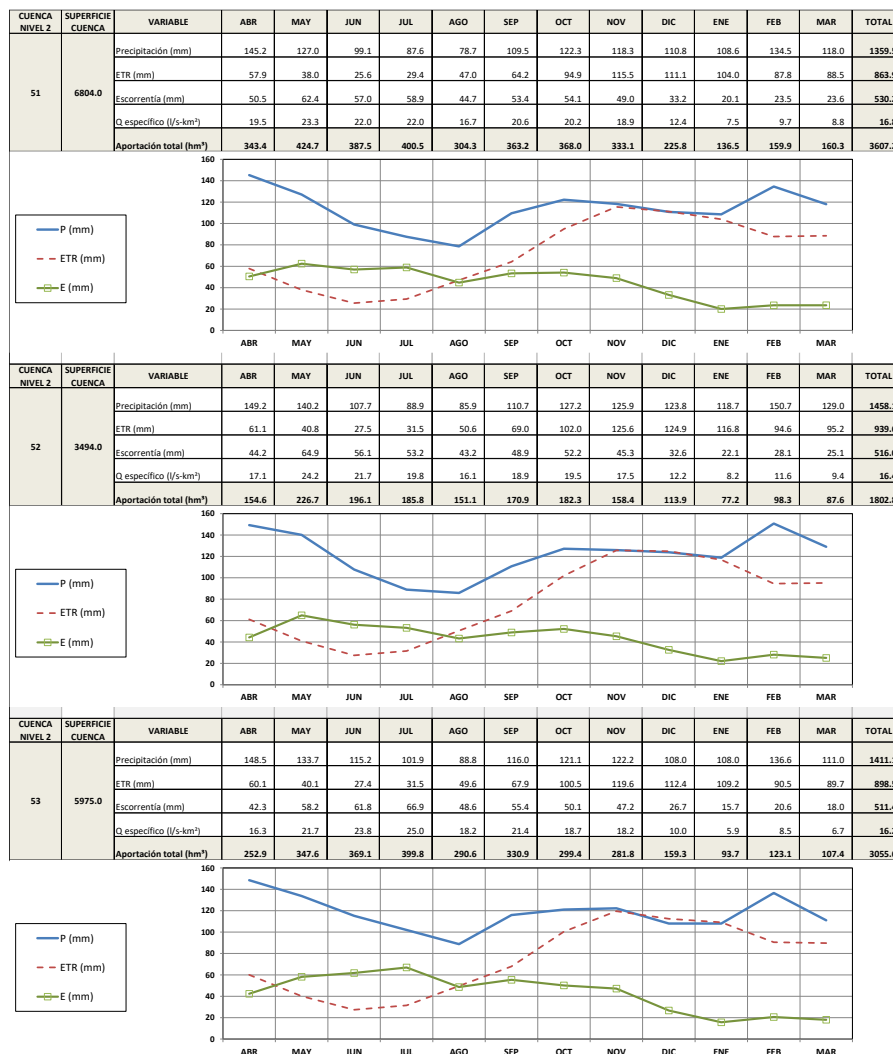 CUENCA NIVEL 2 SUPERFICIE CUENCA VARIABLE ABR MAY JUN JUL AGO SEP OCT NOV DIC ENE FEB MAR TOTAL
Precipitación (mm) 145.2 127.0 99.1 87.6 78.7 109.5 122.3 118.3 110.8 108.6 134.5 118.0
ETR (mm) 57.9 38.0 25.6 29.4 47.0 64.2 94.9 115.5 111.1 104.0 87.8 88.5
51 6804.0 Escorrentía (mm) 50.5 62.4 57.0 58.9 44.7 53.4 54.1 49.0 33.2 20.1 23.5 23.6
Q específico (l/s-km²) 19.5 23.3 22.0 22.0 16.7 20.6 20.2 18.9 12.4 7.5 9.7 8.8
Aportación total (hm³) 343.4 424.7 387.5 400.5 304.3 363.2 368.0 333.1 225.8 136.5 159.9 160.3
160
140
120
100
80
60
40
20
0
P (mm)
ETR (mm)
E (mm)
ABR MAY JUN JUL AGO SEP OCT NOV DIC ENE FEB MAR
CUENCA NIVEL 2 SUPERFICIE CUENCA VARIABLE ABR MAY JUN JUL AGO SEP OCT NOV DIC ENE FEB MAR TOTAL
Precipitación (mm) 149.2 140.2 107.7 88.9 85.9 110.7 127.2 125.9 123.8 118.7 150.7 129.0
ETR (mm) 61.1 40.8 27.5 31.5 50.6 69.0 102.0 125.6 124.9 116.8 94.6 95.2
52 3494.0 Escorrentía (mm) 44.2 64.9 56.1 53.2 43.2 48.9 52.2 45.3 32.6 22.1 28.1 25.1
Q específico (l/s-km²) 17.1 24.2 21.7 19.8 16.1 18.9 19.5 17.5 12.2 8.2 11.6 9.4
Aportación total (hm³) 154.6 226.7 196.1 185.8 151.1 170.9 182.3 158.4 113.9 77.2 98.3 87.6
160
140
120
100
80
60
40
20
0
P (mm)
ETR (mm)
E (mm)
ABR MAY JUN JUL AGO SEP OCT NOV DIC ENE FEB MAR
CUENCA NIVEL 2 SUPERFICIE CUENCA VARIABLE ABR MAY JUN JUL AGO SEP OCT NOV DIC ENE FEB MAR TOTAL
Precipitación (mm) 148.5 133.7 115.2 101.9 88.8 116.0 121.1 122.2 108.0 108.0 136.6 111.0
ETR (mm) 60.1 40.1 27.4 31.5 49.6 67.9 100.5 119.6 112.4 109.2 90.5 89.7
53 5975.0 Escorrentía (mm) 42.3 58.2 61.8 66.9 48.6 55.4 50.1 47.2 26.7 15.7 20.6 18.0
Q específico (l/s-km²) 16.3 21.7 23.8 25.0 18.2 21.4 18.7 18.2 10.0 5.9 8.5 6.7
Aportación total (hm³) 252.9 347.6 369.1 399.8 290.6 330.9 299.4 281.8 159.3 93.7 123.1 107.4
160
140
120
100
80
60
40
20
0
P (mm)
ETR (mm)
E (mm)
ABR MAY JUN JUL AGO SEP OCT NOV DIC ENE FEB MAR